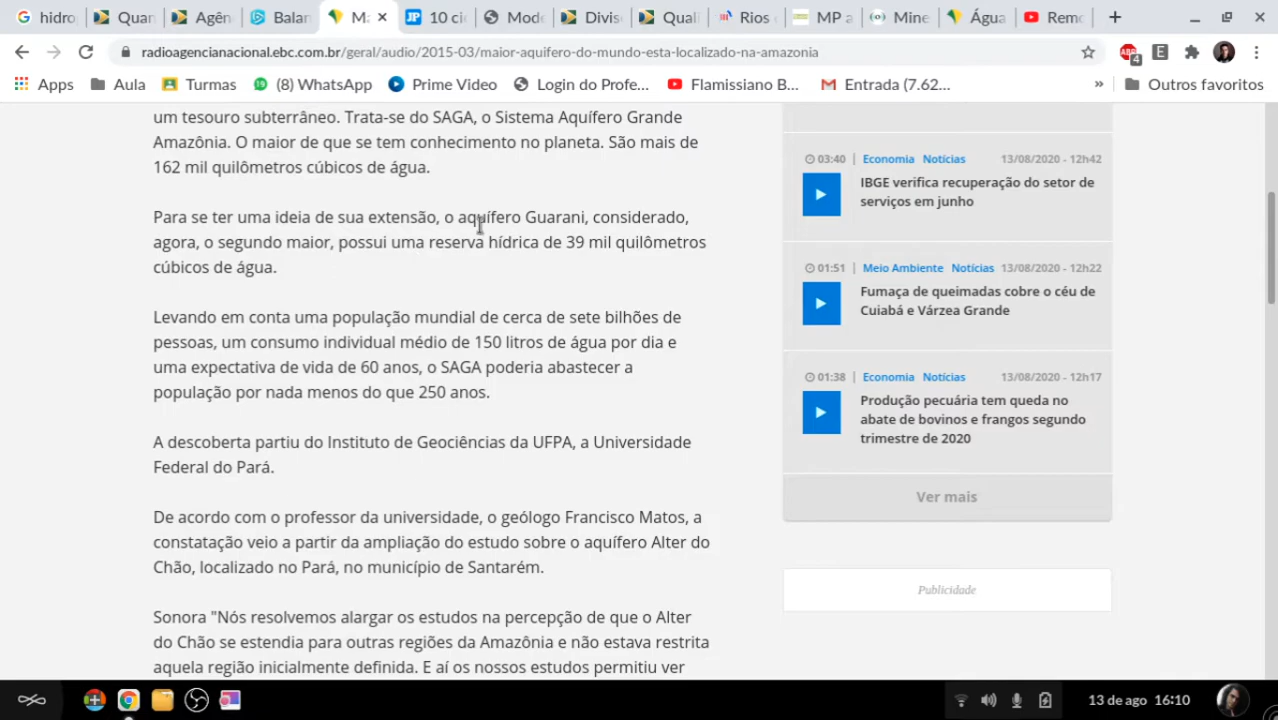 hidrop
Quan
Agên
Balan
Ma
JP
10 ci
Mode
Divis
Quali
Rios
MP a
Mine
Água
Remo
radioagencianacional.ebc.com.br/geral/audio/2015-03/maior-aquifero-do-mundo-esta-localizado-na-amazonia
4
E
Apps
Aula
Turmas
(8) WhatsApp
Prime Video
Login do Profe...
Flamissiano B...
Entrada (7.62...
»
Outros favoritos
um tesouro subterrâneo. Trata-se do SAGA, o Sistema Aquífero Grande
Amazônia. O maior de que se tem conhecimento no planeta. São mais de
162 mil quilômetros cúbicos de água.
Para se ter uma ideia de sua extensão, o aquífero Guarani, considerado,
agora, o segundo maior, possui uma reserva hídrica de 39 mil quilômetros
cúbicos de água.
Levando em conta uma população mundial de cerca de sete bilhões de
pessoas, um consumo individual médio de 150 litros de água por dia e
uma expectativa de vida de 60 anos, o SAGA poderia abastecer a
população por nada menos do que 250 anos.
A descoberta partiu do Instituto de Geociências da UFPA, a Universidade
Federal do Pará.
De acordo com o professor da universidade, o geólogo Francisco Matos, a
constatação veio a partir da ampliação do estudo sobre o aquífero Alter do
Chão, localizado no Pará, no município de Santarém.
Sonora "Nós resolvemos alargar os estudos na percepção de que o Alter
do Chão se estendia para outras regiões da Amazônia e não estava restrita
aquela região inicialmente definida. E aí os nossos estudos permitiu ver
03:40 | Economia Notícias 13/08/2020 - 12h42
IBGE verifica recuperação do setor de
serviços em junho
01:51 | Meio Ambiente Notícias 13/08/2020 - 12h22
Fumaça de queimadas cobre o céu de
Cuiabá e Várzea Grande
01:38 | Economia Notícias 13/08/2020 - 12h17
Produção pecuária tem queda no
abate de bovinos e frangos segundo
trimestre de 2020
Ver mais
Publicidade
13 de ago 16:10